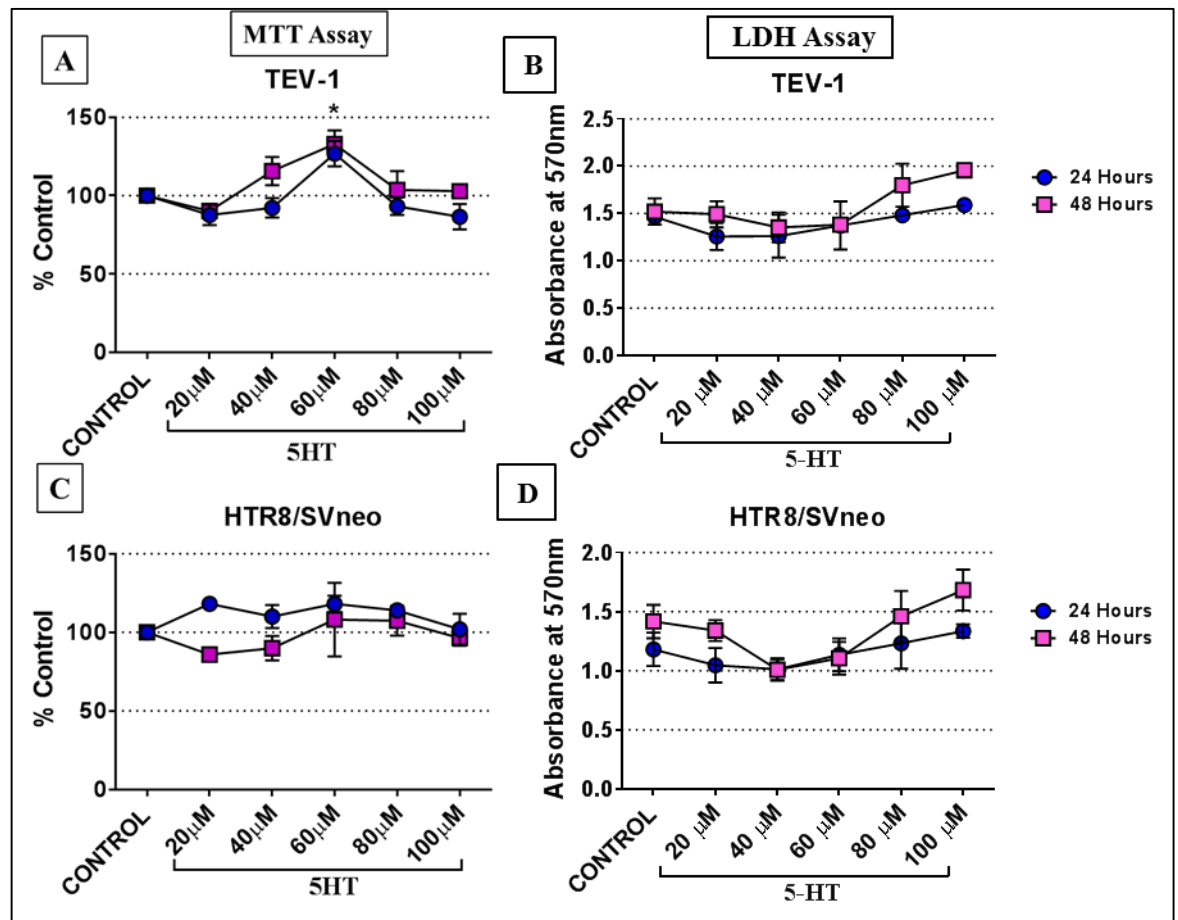 MTT Assay
LDH Assay
A
TEV-1
% Control
150
100
50
0
*
CONTROL
20μM
40μM
60μM
80μM
100μM
5HT
B
TEV-1
Absorbance at 570nm
2.5
2.0
1.5
1.0
0.5
0.0
CONTROL
20 μM
40 μM
60 μM
80 μM
100 μM
5-HT
24 Hours
48 Hours
C
HTR8/SVneo
% Control
150
100
50
0
CONTROL
20μM
40μM
60μM
80μM
100μM
5HT
D
HTR8/SVneo
Absorbance at 570nm
2.0
1.5
1.0
0.5
0.0
CONTROL
20 μM
40 μM
60 μM
80 μM
100 μM
5-HT
24 Hours
48 Hours